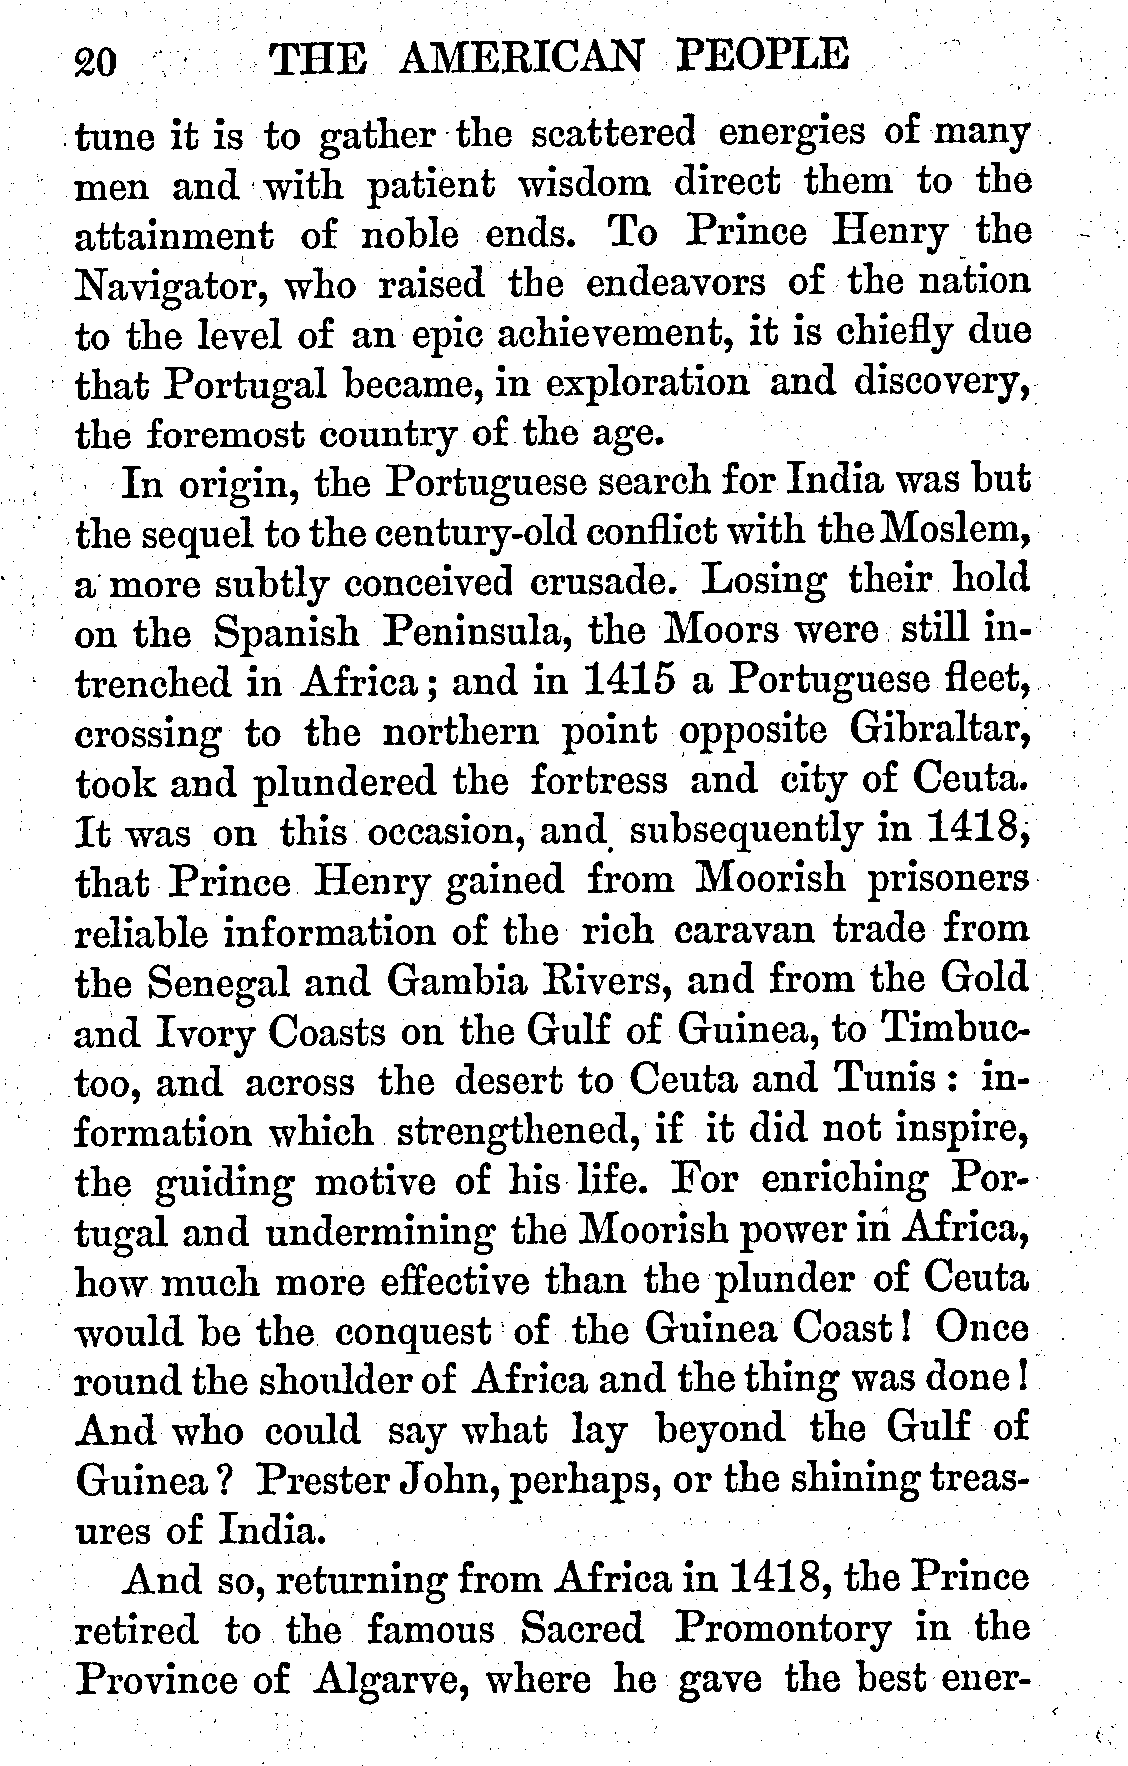 20 THE AMERICAN PEOPLE
tune it is to gather the scattered energies of many
men and with patient wisdom direct them to the
attainment of noble ends. To Prince Henry the
Navigator, who raised the endeavors of the nation
to the level of an epic achievement, it is chiefly due
that Portugal became, in exploration and discovery,
the foremost country of the age.
In origin, the Portuguese search for India was but
the sequel to the century-old conflict with the Moslem,
a more subtly conceived crusade. Losing their hold
on the Spanish Peninsula, the Moors were still in-
trenched in Africa; and in 1415 a Portuguese fleet,
crossing to the northern point opposite Gibraltar,
took and plundered the fortress and city of Ceuta.
It was on this occasion, and subsequently in 1418,
that Prince Henry gained from Moorish prisoners
reliable information of the rich caravan trade from
the Senegal and Gambia Rivers, and from the Gold
and Ivory Coasts on the Gulf of Guinea, to Timbuc-
too, and across the desert to Ceuta and Tunis: in-
formation which strengthened, if it did not inspire,
the guiding motive of his life. For enriching Por-
tugal and undermining the Moorish power in Africa,
how much more effective than the plunder of Ceuta
would be the conquest of the Guinea Coast! Once
round the shoulder of Africa and the thing was done!
And who could say what lay beyond the Gulf of
Guinea? Prester John, perhaps, or the shining treas-
ures of India.
And so, returning from Africa in 1418, the Prince
retired to the famous Sacred Promontory in the
Province of Algarve, where he gave the best ener-